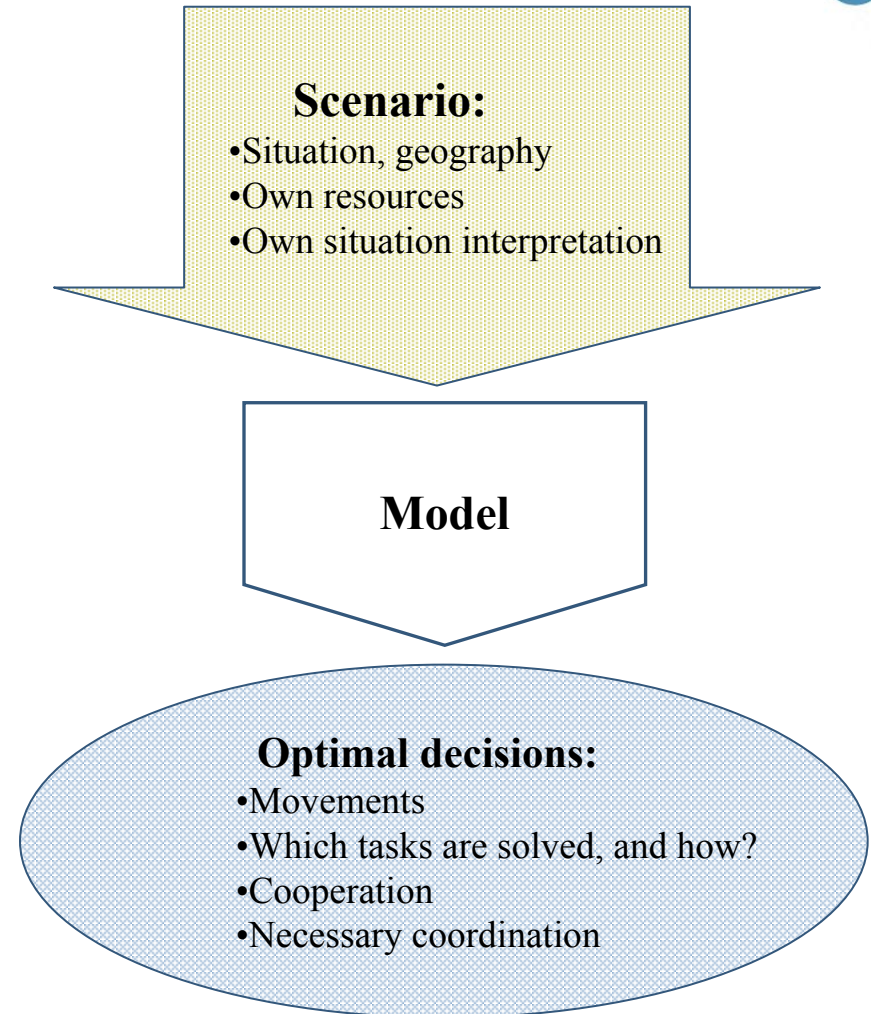 Scenario:
•Situation, geography
•Own resources
•Own situation interpretation
Model
Optimal decisions:
•Movements
•Which tasks are solved, and how?
•Cooperation
•Necessary coordination